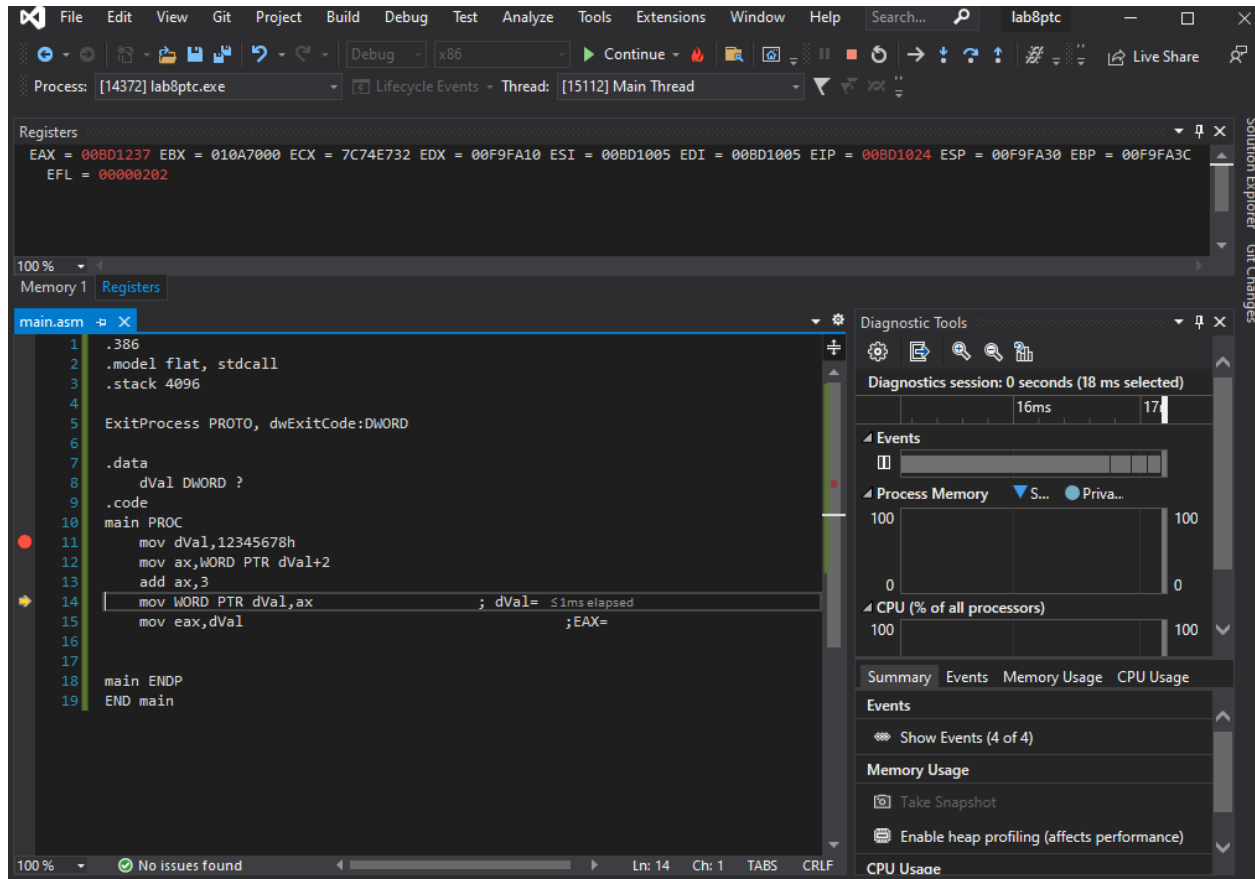 File Edit View Git Project Build Debug Test Analyze Tools Extensions Window Help Search... lab8ptc
Debug x86 Continue Live Share
Process: [14372] lab8ptc.exe Lifecycle Events Thread: [15112] Main Thread
Registers
EAX = 00BD1237 EBX = 010A7000 ECX = 7C74E732 EDX = 00F9FA10 ESI = 00BD1005 EDI = 00BD1005 EIP = 00BD1024 ESP = 00F9FA30 EBP = 00F9FA3C
EFL = 00000202
100 %
Memory 1 Registers
Solution Explorer Git Changes
main.asm
1 .386
2 .model flat, stdcall
3 .stack 4096
4
5 ExitProcess PROTO, dwExitCode:DWORD
6
7 .data
8 dVal DWORD ?
9 .code
10 main PROC
11 mov dVal,12345678h
12 mov ax,WORD PTR dVal+2
13 add ax,3
14 mov WORD PTR dVal,ax ; dVal= ≤1ms elapsed
15 mov eax,dVal ;EAX=
16
17
18 main ENDP
19 END main
100 % No issues found Ln: 14 Ch: 1 TABS CRLF
Diagnostic Tools
Diagnostics session: 0 seconds (18 ms selected)
16ms
Events
Process Memory S... Priva...
100 100
0 0
CPU (% of all processors)
100 100
Summary Events Memory Usage CPU Usage
Events
Show Events (4 of 4)
Memory Usage
Take Snapshot
Enable heap profiling (affects performance)
CPU Usage